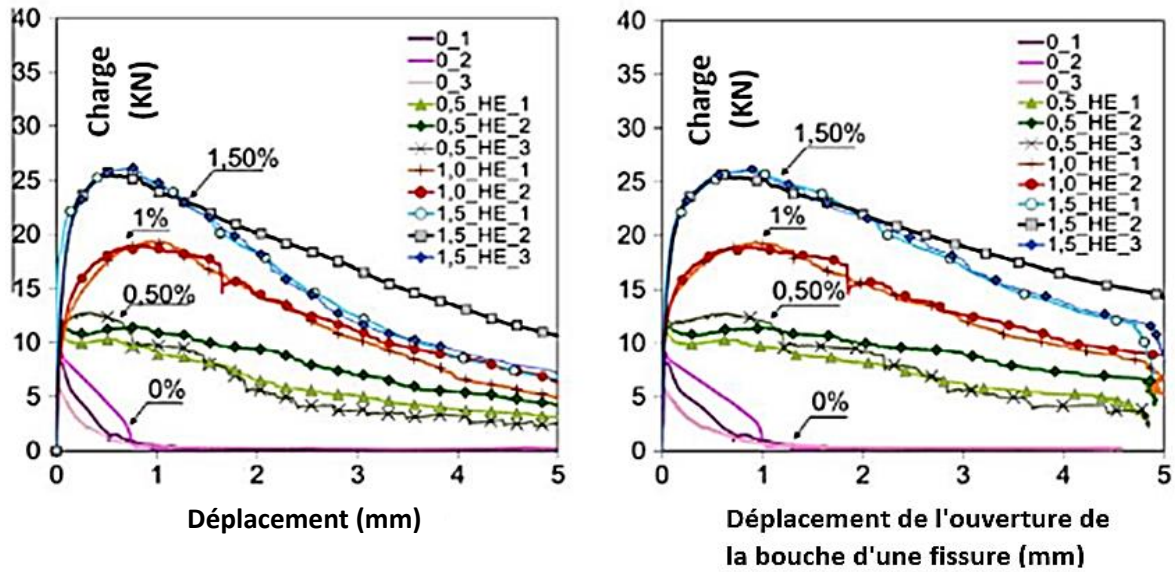 40
35
30
25
20
15
10
5
0
Charge
(KN)
0_1
0_2
0_3
0,5_HE_1
0,5_HE_2
0,5_HE_3
1,0_HE_1
1,0_HE_2
1,5_HE_1
1,5_HE_2
1,5_HE_3
1,50%
1%
0,50%
0%
0 1 2 3 4 5
Déplacement (mm)
40
35
30
25
20
15
10
5
0
Charge
(KN)
0_1
0_2
0_3
0,5_HE_1
0,5_HE_2
0,5_HE_3
1,0_HE_1
1,0_HE_2
1,5_HE_1
1,5_HE_2
1,5_HE_3
1,50%
1%
0,50%
0%
0 1 2 3 4 5
Déplacement de l'ouverture de
la bouche d'une fissure (mm)